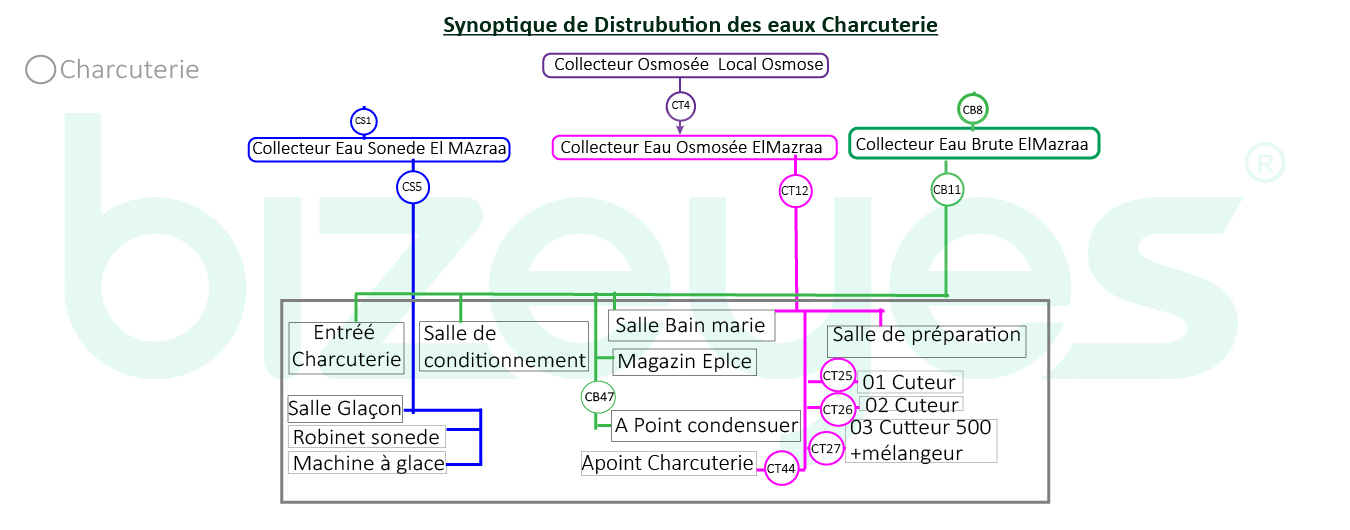 Synoptique de Distrubution des eaux Charcuterie
Charcuterie
Collecteur Osmosée Local Osmose
CT4
CS1
CB8
Collecteur Eau Sonede El MAzraa
Collecteur Eau Osmosée ElMazraa
Collecteur Eau Brute ElMazraa
CS5
CT12
CB11
bizeyes ®
Entréé
Charcuterie
Salle de
conditionnement
Salle Bain marie
Salle de préparation
Magazin EpIce
CT25
01 Cuteur
CB47
CT26
02 Cuteur
Salle Glaçon
A Point condensuer
03 Cutteur 500
+mélangeur
Robinet sonede
CT27
Machine à glace
Apoint Charcuterie
CT44